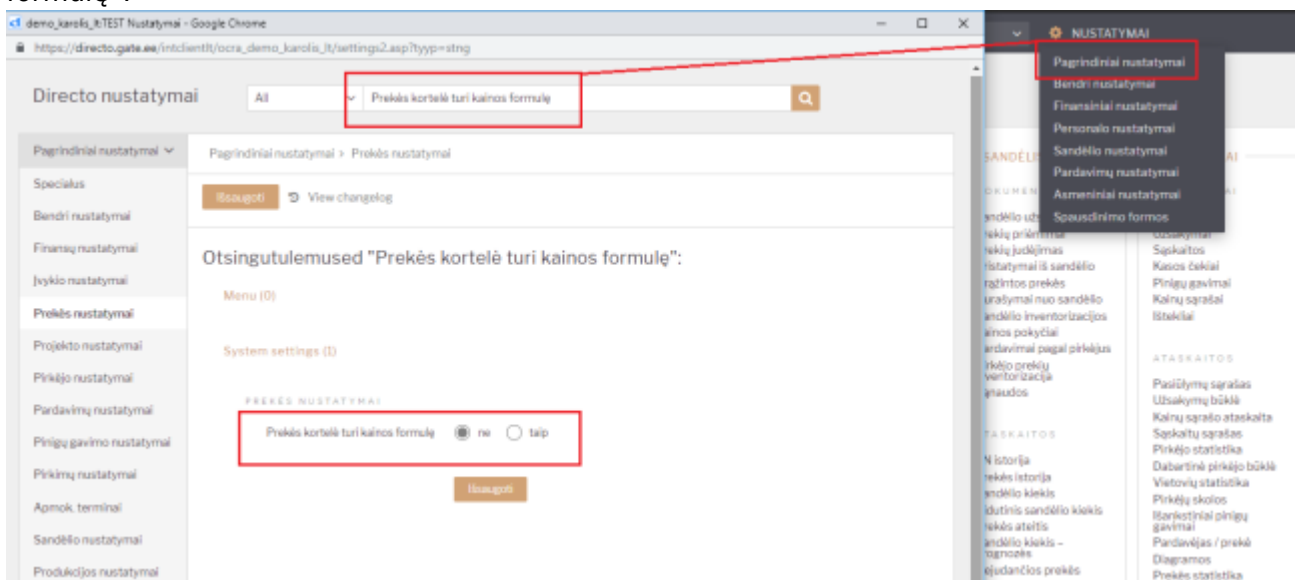 formulę".
demo_karolis_lt:TEST Nustatymai - Google Chrome
https://directo.gate.ee/intclientlt/ocra_demo_karolis_lt/settings2.asp?tyyp=stng
Directo nustatymai
All
Prekės kortelė turi kainos formulę
Pagrindiniai nustatymai
Specialus
Bendri nustatymai
Finansų nustatymai
Įvykio nustatymai
Prekės nustatymai
Projekto nustatymai
Pirkėjo nustatymai
Pardavimų nustatymai
Pinigų gavimo nustatymai
Pirkimų nustatymai
Apmok. terminai
Sandėlio nustatymai
Produkcijos nustatymai
Pagrindiniai nustatymai > Prekės nustatymai
Išsaugoti
View changelog
Otsingutulemused "Prekės kortelė turi kainos formulę":
Menu (0)
System settings (1)
PREKĖS NUSTATYMAI
Prekės kortelė turi kainos formulę ne taip
Išsaugoti
NUSTATYMAI
Pagrindiniai nustatymai
Bendri nustatymai
Finansiniai nustatymai
Personalo nustatymai
Sandėlio nustatymai
Pardavimų nustatymai
Asmeniniai nustatymai
Spausdinimo formos
Užsakymai
Sąskaitos
Kasos čekiai
Pinigų gavimai
Kainų sąrašai
Ištekliai
ATASKAITOS
Pasiūlymų sąrašas
Užsakymų būklė
Kainų sąrašo ataskaita
Sąskaitų sąrašas
Pirkėjo statistika
Dabartinė pirkėjo būklė
Vietovių statistika
Pirkėjų skolos
Išankstiniai pinigų
gavimai
Pardavėjas / prekė
Diagramos
Prekės statistika